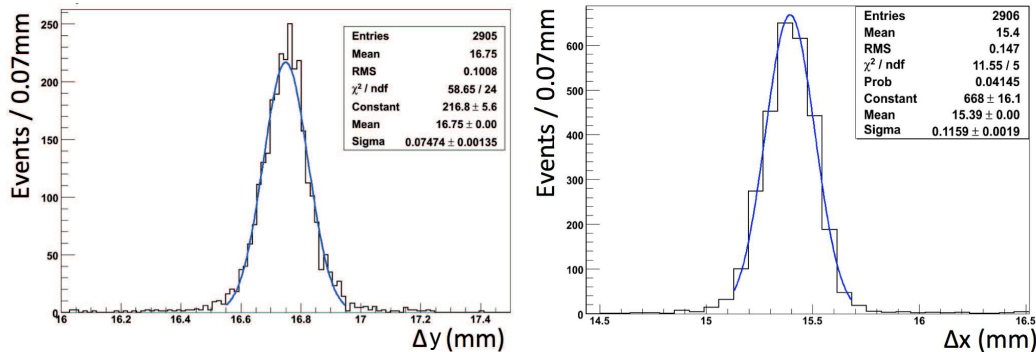 Events / 0.07mm
250
200
150
100
50
0
16
16.2
16.4
16.6
16.8
17
17.2
17.4
Δy (mm)
Entries 2905
Mean 16.75
RMS 0.1008
χ² / ndf 58.65 / 24
Constant 216.8 ± 5.6
Mean 16.75 ± 0.00
Sigma 0.07474 ± 0.00135
Events / 0.07mm
600
500
400
300
200
100
0
14.5
15
15.5
16
16.5
Δx (mm)
Entries 2906
Mean 15.4
RMS 0.147
χ² / ndf 11.55 / 5
Prob 0.04145
Constant 668 ± 16.1
Mean 15.39 ± 0.00
Sigma 0.1159 ± 0.0019